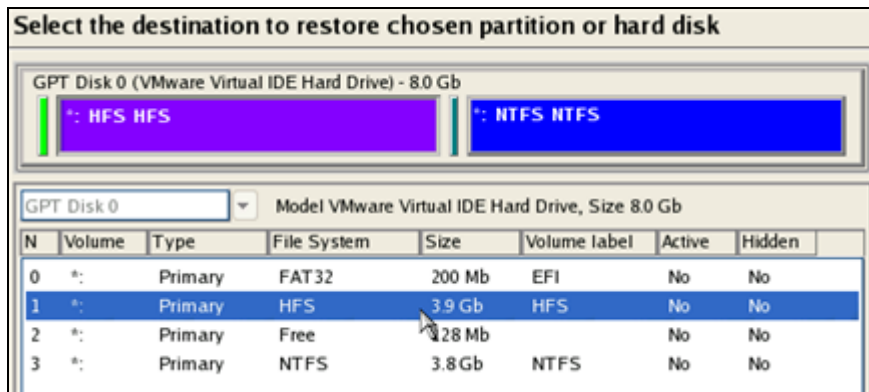 Select the destination to restore chosen partition or hard disk
GPT Disk 0 (VMware Virtual IDE Hard Drive) - 8.0 Gb
*: HFS HFS
*: NTFS NTFS
GPT Disk 0 Model VMware Virtual IDE Hard Drive, Size 8.0 Gb
N Volume Type File System Size Volume label Active Hidden
0 *: Primary FAT32 200 Mb EFI No No
1 *: Primary HFS 3.9 Gb HFS No No
2 *: Primary Free 128 Mb No No
3 *: Primary NTFS 3.8 Gb NTFS No No